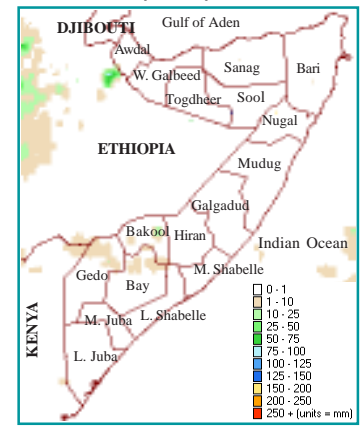 Gulf of Aden
DJIBOUTI
Awdal
W. Galbeed
Sanag
Bari
Togdheer
Sool
Nugal
ETHIOPIA
Mudug
Galgadud
Bakool
Hiran
Indian Ocean
Gedo
M. Shabelle
Bay
KENYA
M. Juba
L. Shabelle
L. Juba
0 - 1
1 - 10
10 - 25
25 - 50
50 - 75
75 - 100
100 - 125
125 - 150
150 - 200
200 - 250
250 + (units = mm)